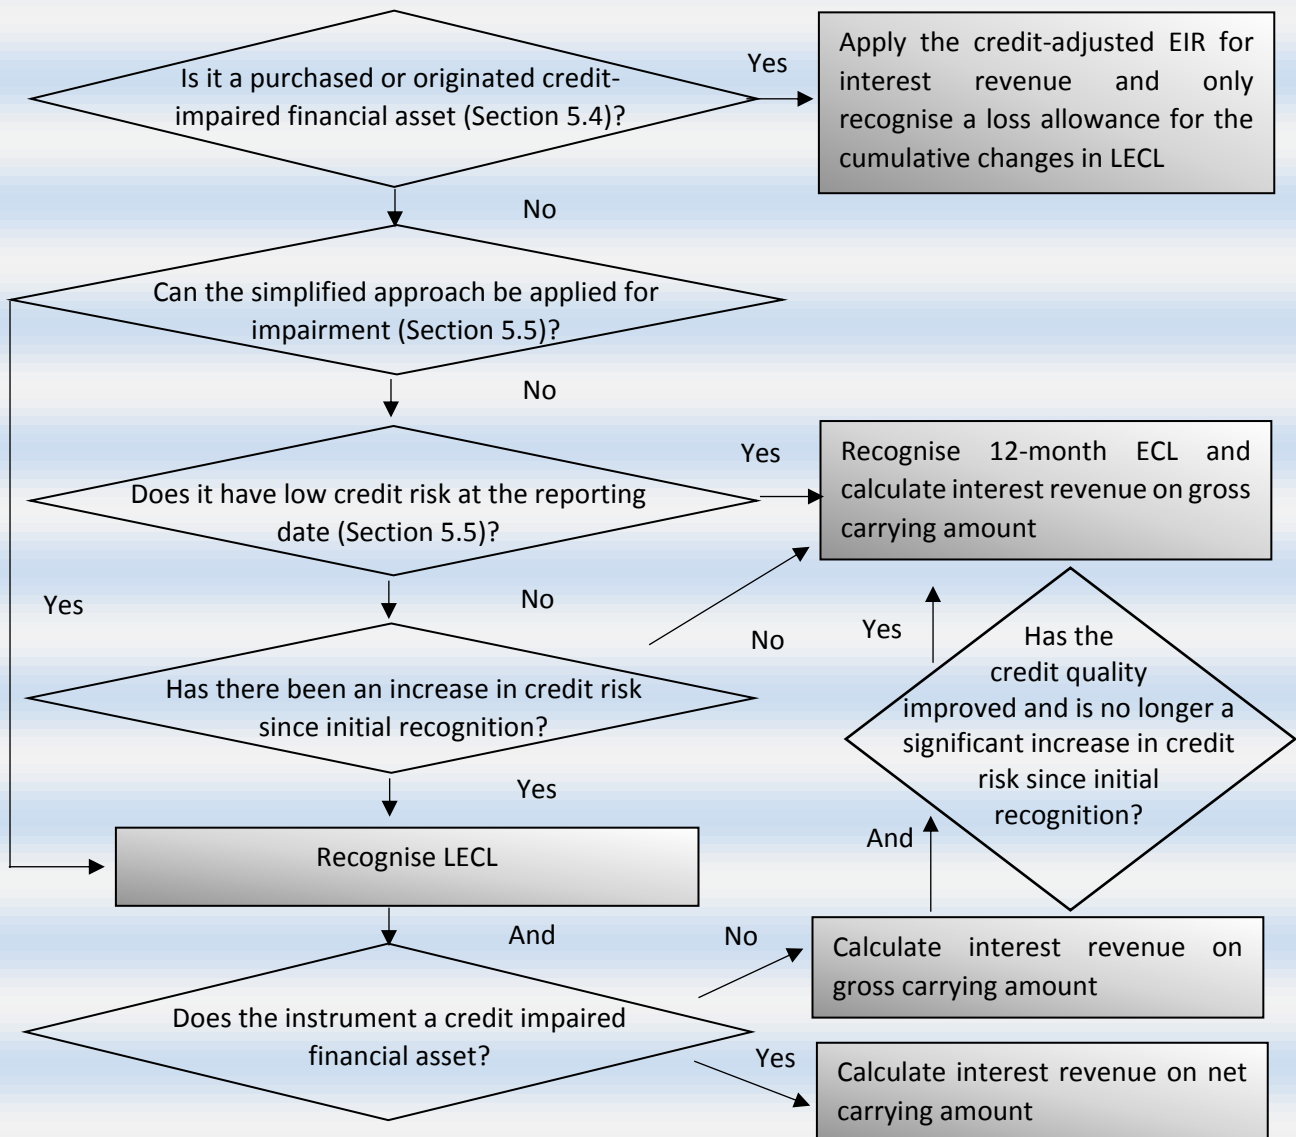 Is it a purchased or originated credit-
impaired financial asset (Section 5.4)?
Yes
Apply the credit-adjusted EIR for
interest revenue and only
recognise a loss allowance for the
cumulative changes in LECL
No
Can the simplified approach be applied for
impairment (Section 5.5)?
No
Does it have low credit risk at the reporting
date (Section 5.5)?
Yes
Recognise 12-month ECL and
calculate interest revenue on gross
carrying amount
Yes
No
No
Has there been an increase in credit risk
since initial recognition?
Yes
Has the
credit quality
improved and is no longer a
significant increase in credit
risk since initial
recognition?
Yes
And
Recognise LECL
And
Does the instrument a credit impaired
financial asset?
No
Calculate interest revenue on
gross carrying amount
Yes
Calculate interest revenue on net
carrying amount